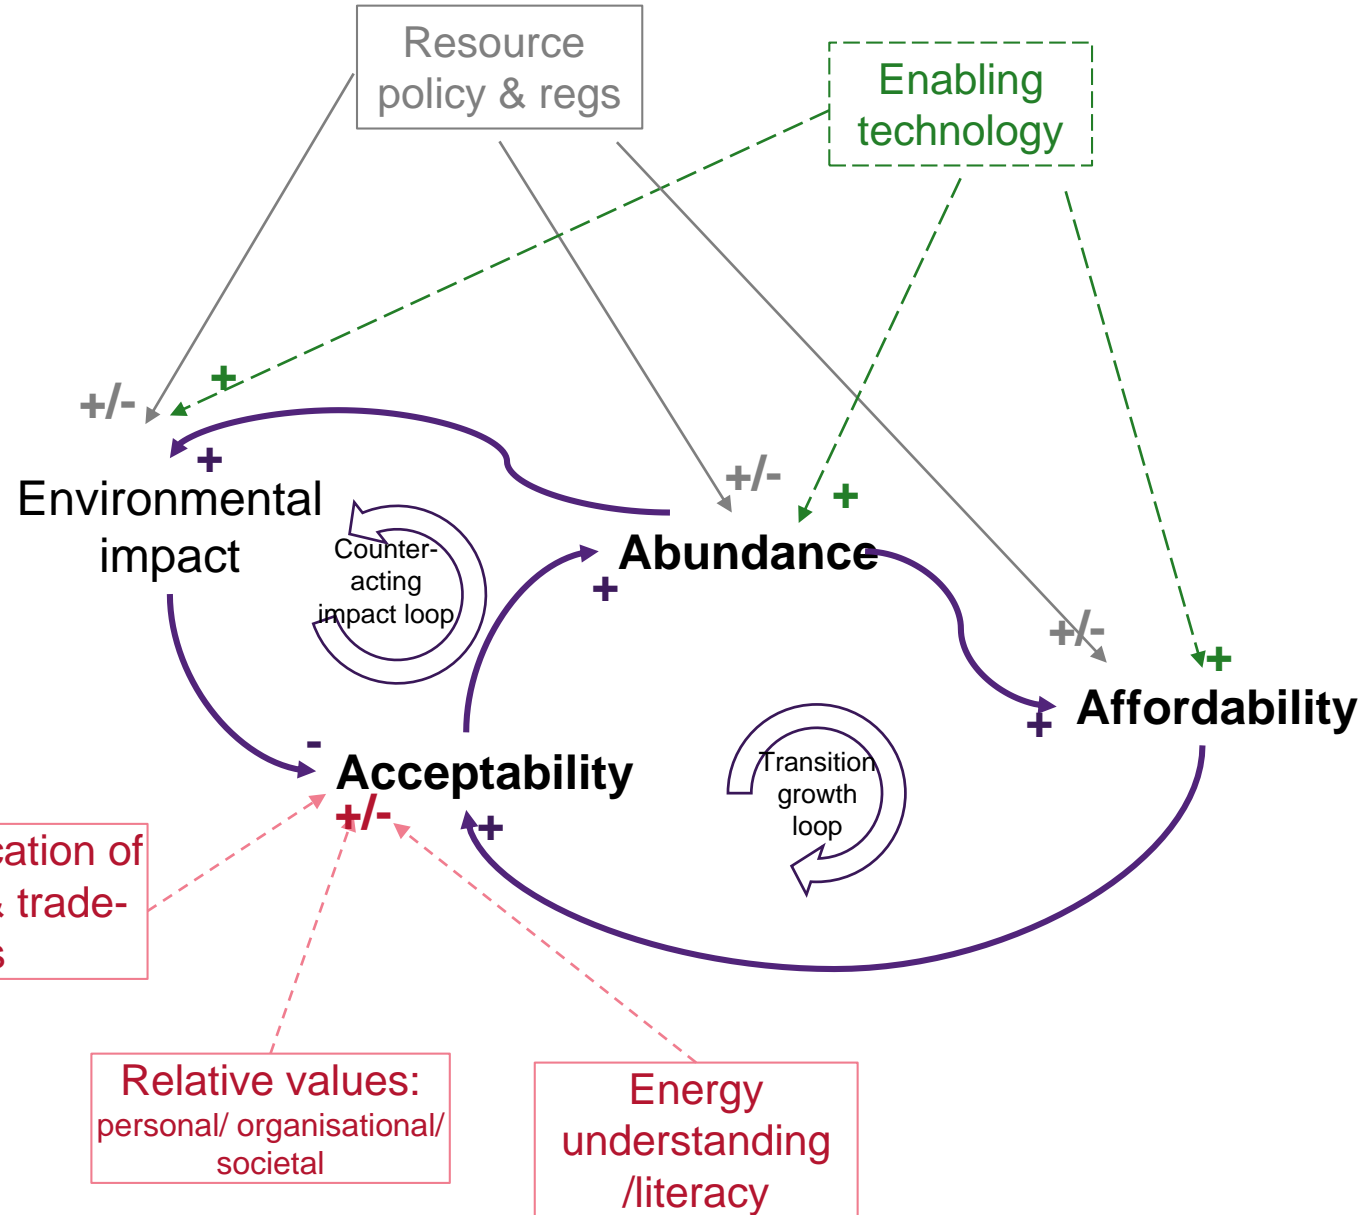 Resource
policy & regs
Enabling
technology
+/-
+
+
Environmental
impact
Counter-
acting
impact loop
+/-
+
Abundance
+
+/-
+
Affordability
+
-
Acceptability
+/-
+
Transition
growth
loop
of
& trade-
Relative values:
personal/ organisational/
societal
Energy
understanding
/literacy